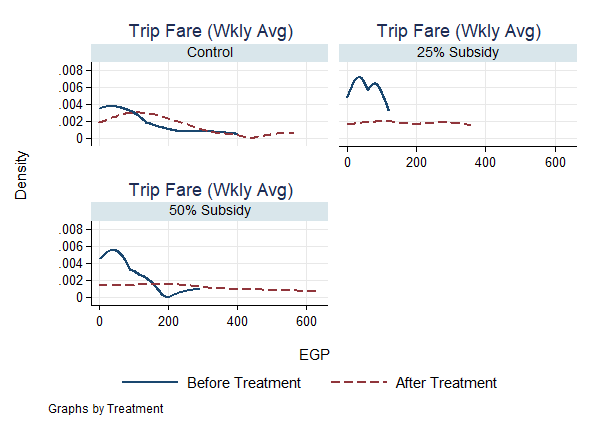 Trip Fare (Wkly Avg)
Control
Trip Fare (Wkly Avg)
25% Subsidy
.008
.006
.004
.002
0
0 200 400 600
Density
Trip Fare (Wkly Avg)
50% Subsidy
.008
.006
.004
.002
0
0 200 400 600
EGP
Before Treatment After Treatment
Graphs by Treatment